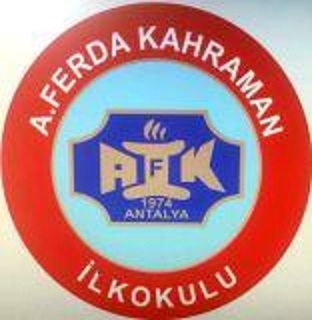 A.FERDA KAHRAMAN
AFK
1974
ANTALYA
İLKOKULU